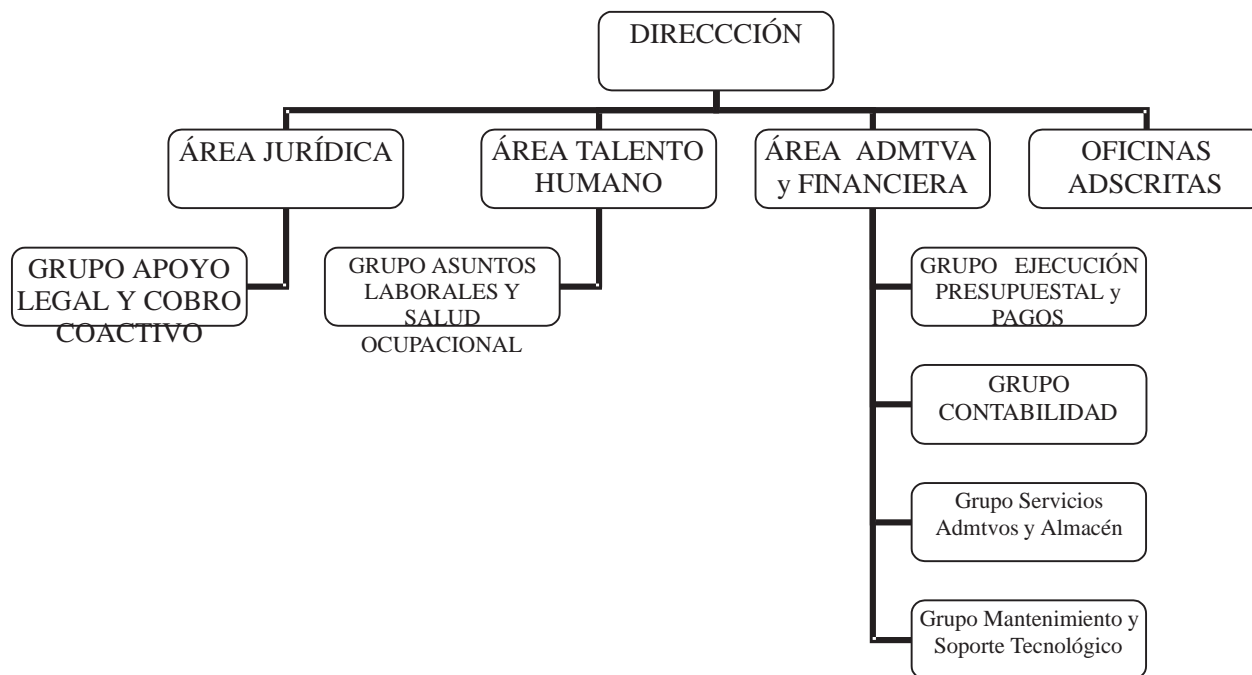 DIRECCCIÓN
ÁREA JURÍDICA
ÁREA TALENTO
HUMANO
ÁREA ADMTVA
y FINANCIERA
OFICINAS
ADSCRITAS
GRUPO APOYO
LEGAL Y COBRO
COACTIVO
GRUPO ASUNTOS
LABORALES Y
SALUD
OCUPACIONAL
GRUPO EJECUCIÓN
PRESUPUESTAL y
PAGOS
GRUPO
CONTABILIDAD
Grupo Servicios
Admtvos y Almacén
Grupo Mantenimiento y
Soporte Tecnológico